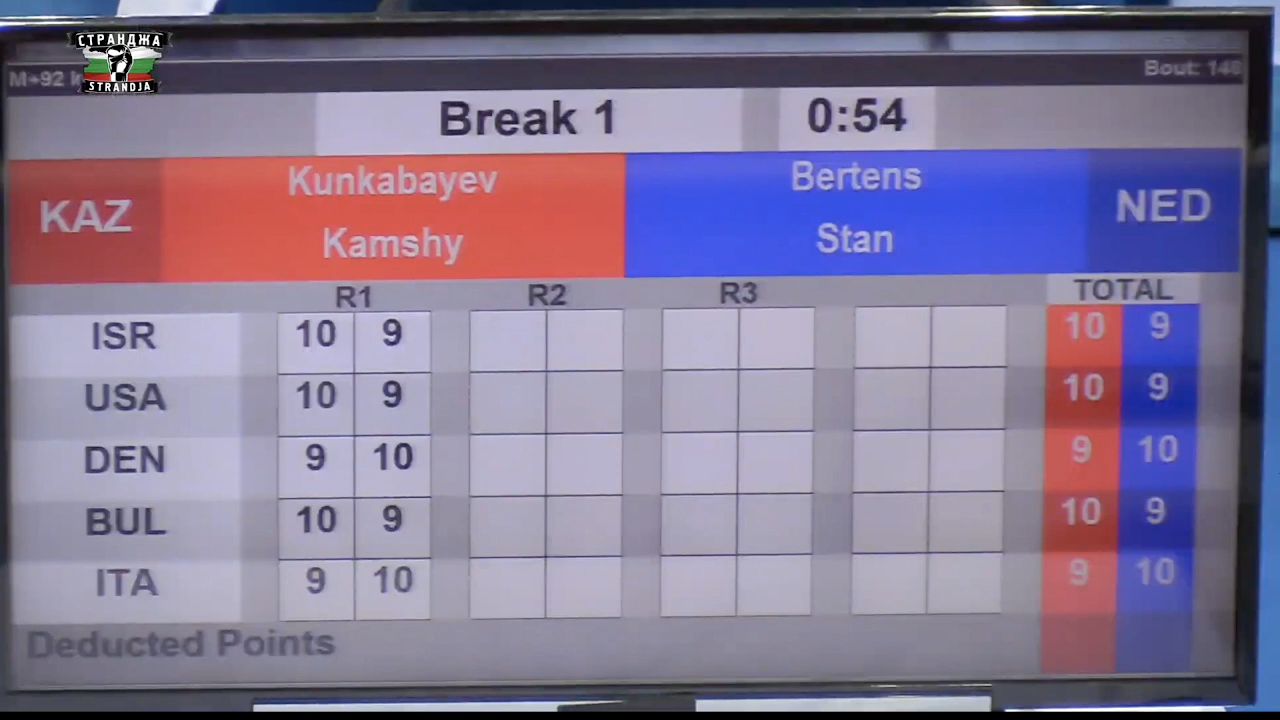 СТРАНДЖА
STRANDJA
M+92
Bout: 140
Break 1 0:54
KAZ Kunkabayev Kamshy Bertens Stan NED
R1 R2 R3 TOTAL
ISR 10 9 10 9
USA 10 9 10 9
DEN 9 10 9 10
BUL 10 9 10 9
ITA 9 10 9 10
Deducted Points